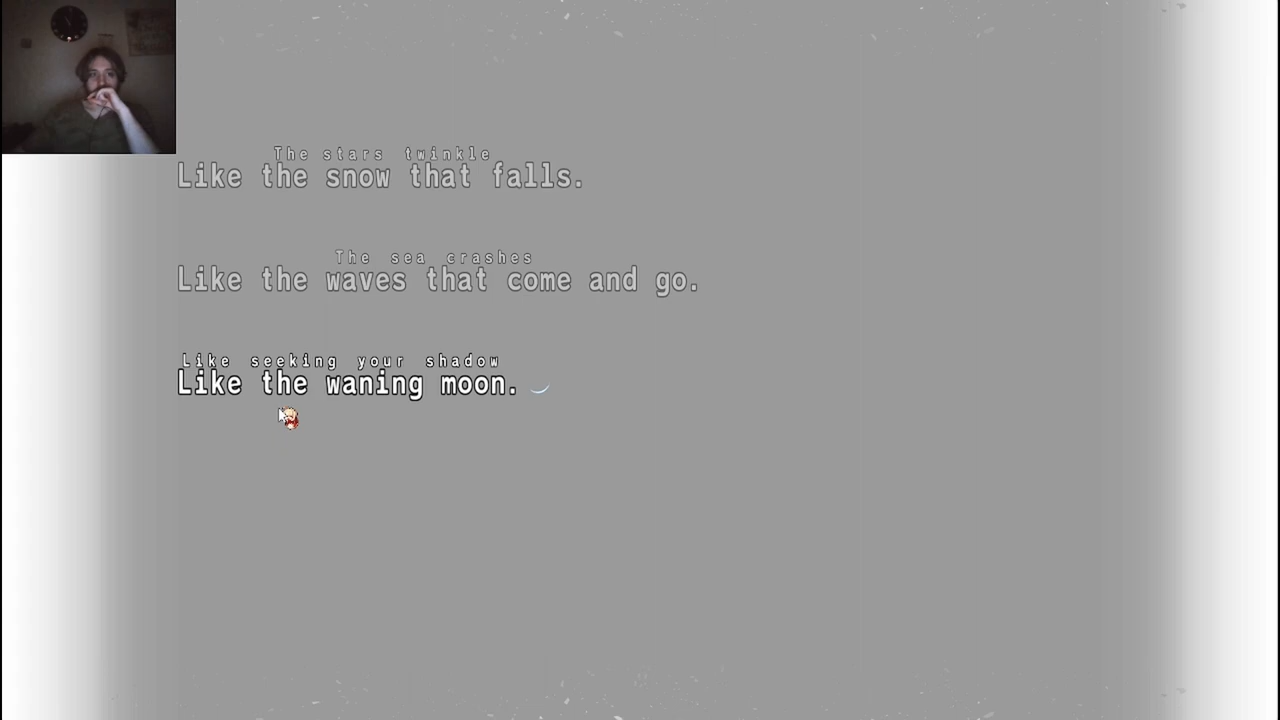 The stars twinkle
Like the snow that falls.
The sea crashes
Like the waves that come and go.
Like seeking your shadow
Like the waning moon.